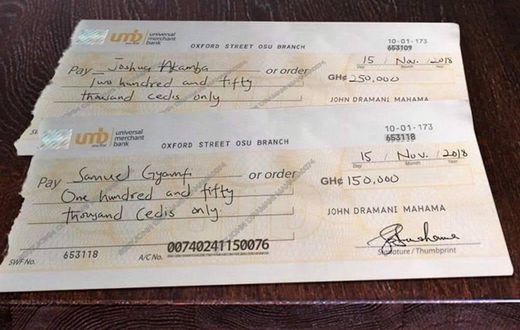 umb universal merchant bank
OXFORD STREET OSU BRANCH
10-01-173
653109
15 Nov. 2018
Day Month Year
Pay Joshua Akamba or order
GH¢ 250,000
Two hundred and fifty
thousand cedis only
JOHN DRAMANI MAHAMA
umb universal merchant bank
OXFORD STREET OSU BRANCH
10-01-173
653118
15 Nov. 2018
Pay Samuel Gyamfi or order
GH¢ 150,000
One hundred and fifty
thousand cedis only.
JOHN DRAMANI MAHAMA
SWF No. 653118 A/C No. 00740241150076
Signature / Thumbprint